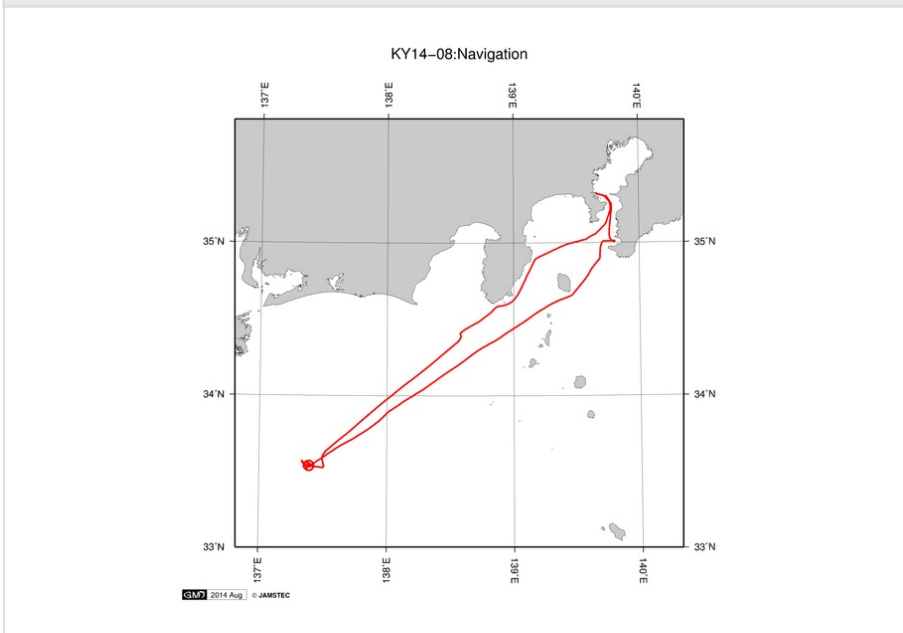 KY14−08:Navigation
137˚E 138˚E 139˚E 140˚E
35˚N 35˚N
34˚N 34˚N
33˚N 33˚N
137˚E 138˚E 139˚E 140˚E
GMD 2014 Aug © JAMSTEC